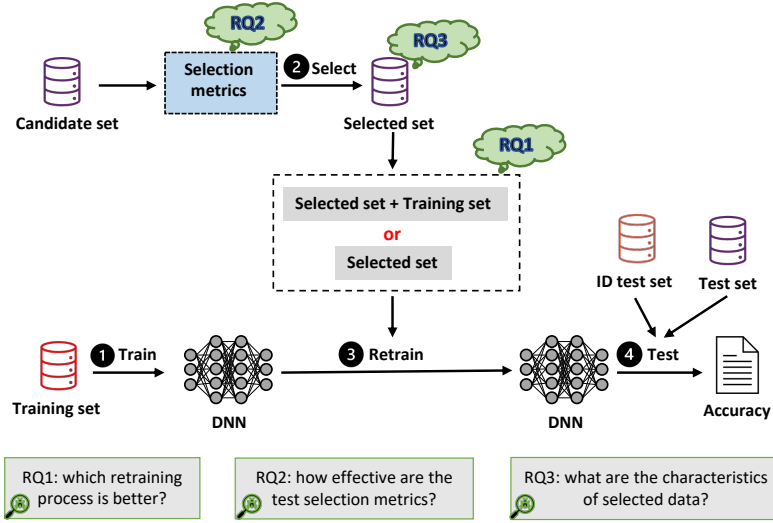 RQ2
RQ3
Selection
metrics
2 Select
Candidate set
Selected set
RQ1
Selected set + Training set
or
Selected set
ID test set
Test set
1 Train
3 Retrain
4 Test
Training set
DNN
DNN
Accuracy
RQ1: which retraining
process is better?
RQ2: how effective are the
test selection metrics?
RQ3: what are the characteristics
of selected data?